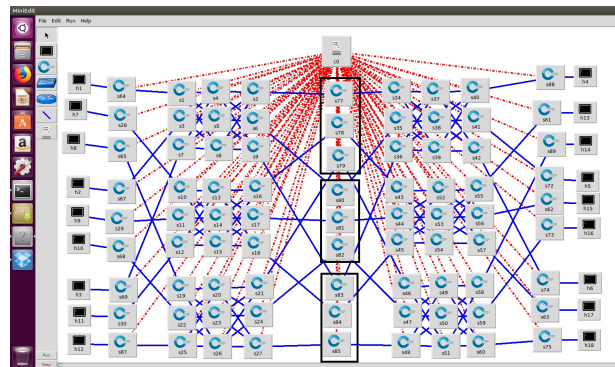 MiniEdit
File Edit Run Help
c0
h1 s64 s1 s4 s2 s77 s34 s37 s40 s88 h4
h7 s28 s3 s5 s6 s78 s35 s38 s41 s61 h13
h8 s65 s7 s8 s9 s79 s36 s39 s42 s89 h14
h2 s67 s10 s13 s16 s80 s43 s52 s55 s72 h5
h9 s29 s11 s14 s17 s81 s44 s53 s56 s62 h15
h10 s68 s12 s15 s18 s82 s45 s54 s57 s73 h16
h3 s69 s19 s20 s21 s83 s46 s49 s58 s74 h6
h11 s30 s22 s23 s24 s84 s47 s50 s59 s63 h17
h12 s87 s25 s26 s27 s85 s48 s51 s60 s75 h18
Run
Stop